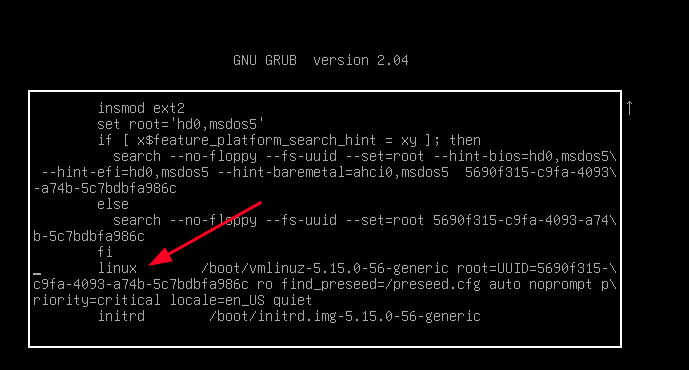 GNU GRUB  version 2.04
insmod ext2
set root='hd0,msdos5'
if [ x$feature_platform_search_hint = xy ]; then
search --no-floppy --fs-uuid --set=root --hint-bios=hd0,msdos5\
--hint-efi=hd0,msdos5 --hint-baremetal=ahci0,msdos5  5690f315-c9fa-4093\
-a74b-5c7bdbfa986c
else
search --no-floppy --fs-uuid --set=root 5690f315-c9fa-4093-a74\
b-5c7bdbfa986c
fi
linux        /boot/vmlinuz-5.15.0-56-generic root=UUID=5690f315-\
c9fa-4093-a74b-5c7bdbfa986c ro find_preseed=/preseed.cfg auto noprompt p\
riority=critical locale=en_US quiet
initrd        /boot/initrd.img-5.15.0-56-generic